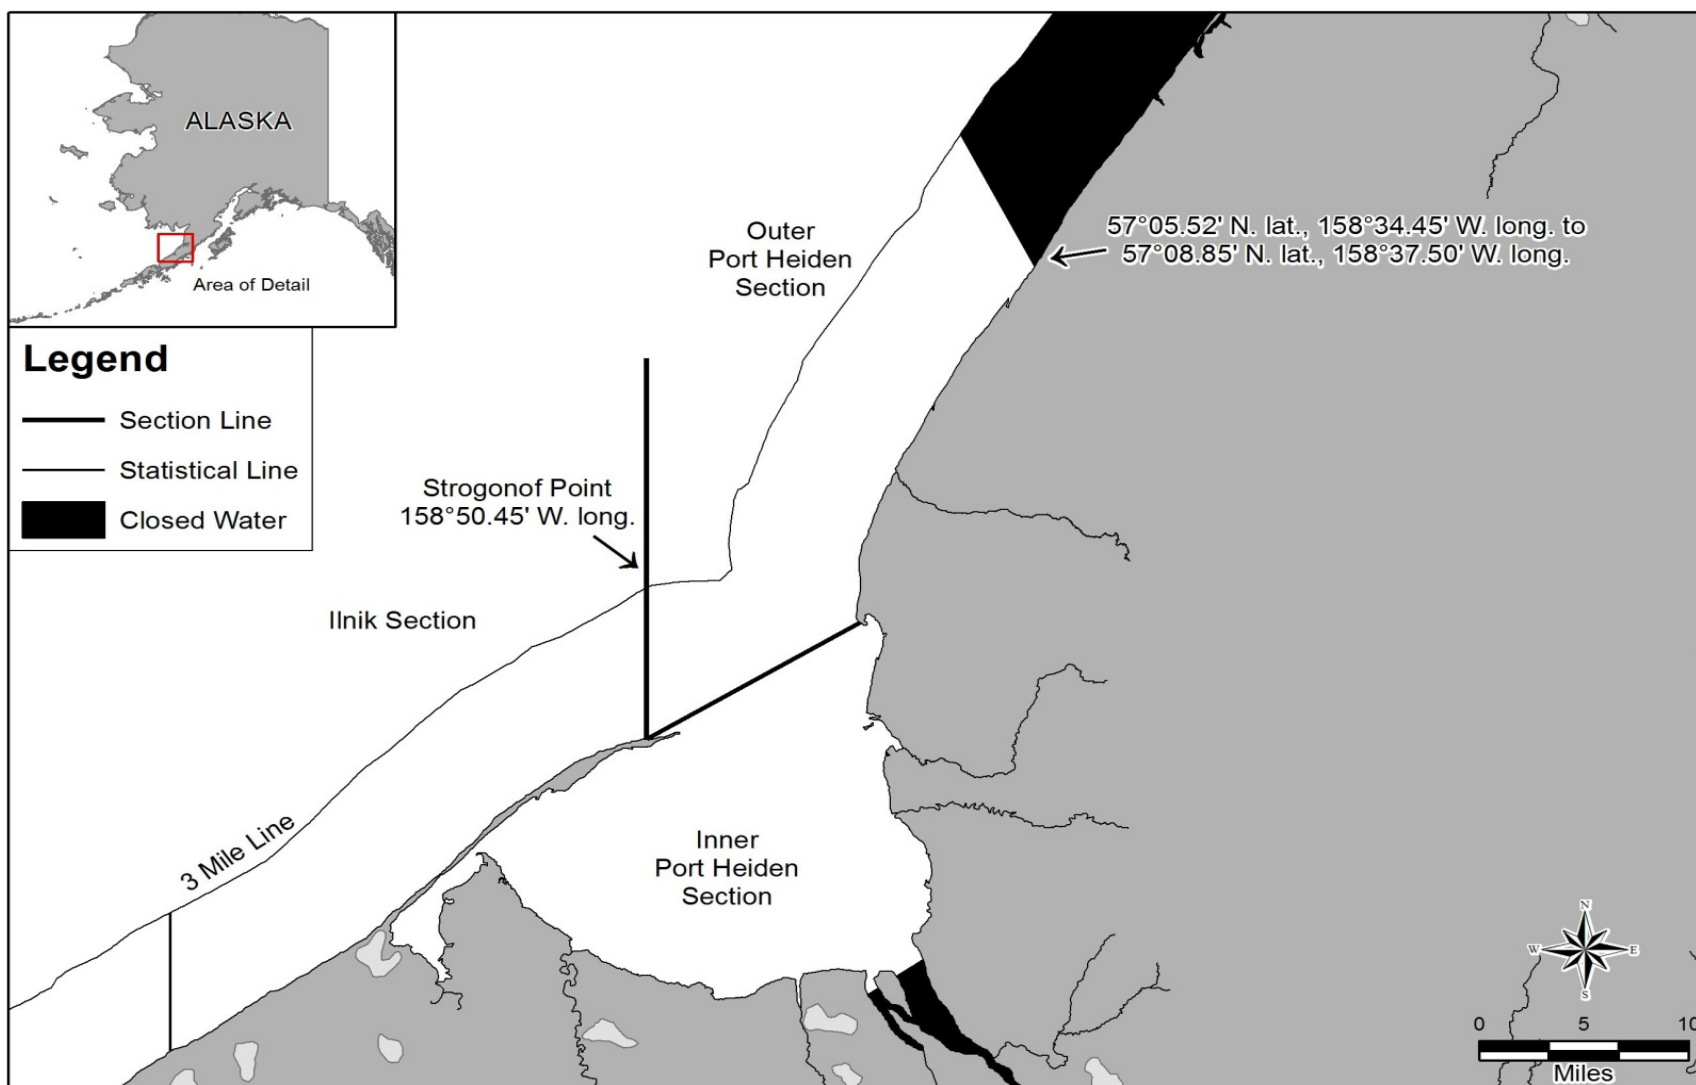 ALASKA
Area of Detail
Legend
Section Line
Statistical Line
Closed Water
Outer
Port Heiden
Section
57°05.52' N. lat., 158°34.45' W. long. to
57°08.85' N. lat., 158°37.50' W. long.
Strogonof Point
158°50.45' W. long.
Ilnik Section
3 Mile Line
Inner
Port Heiden
Section
N
W
E
S
0 5 10
Miles